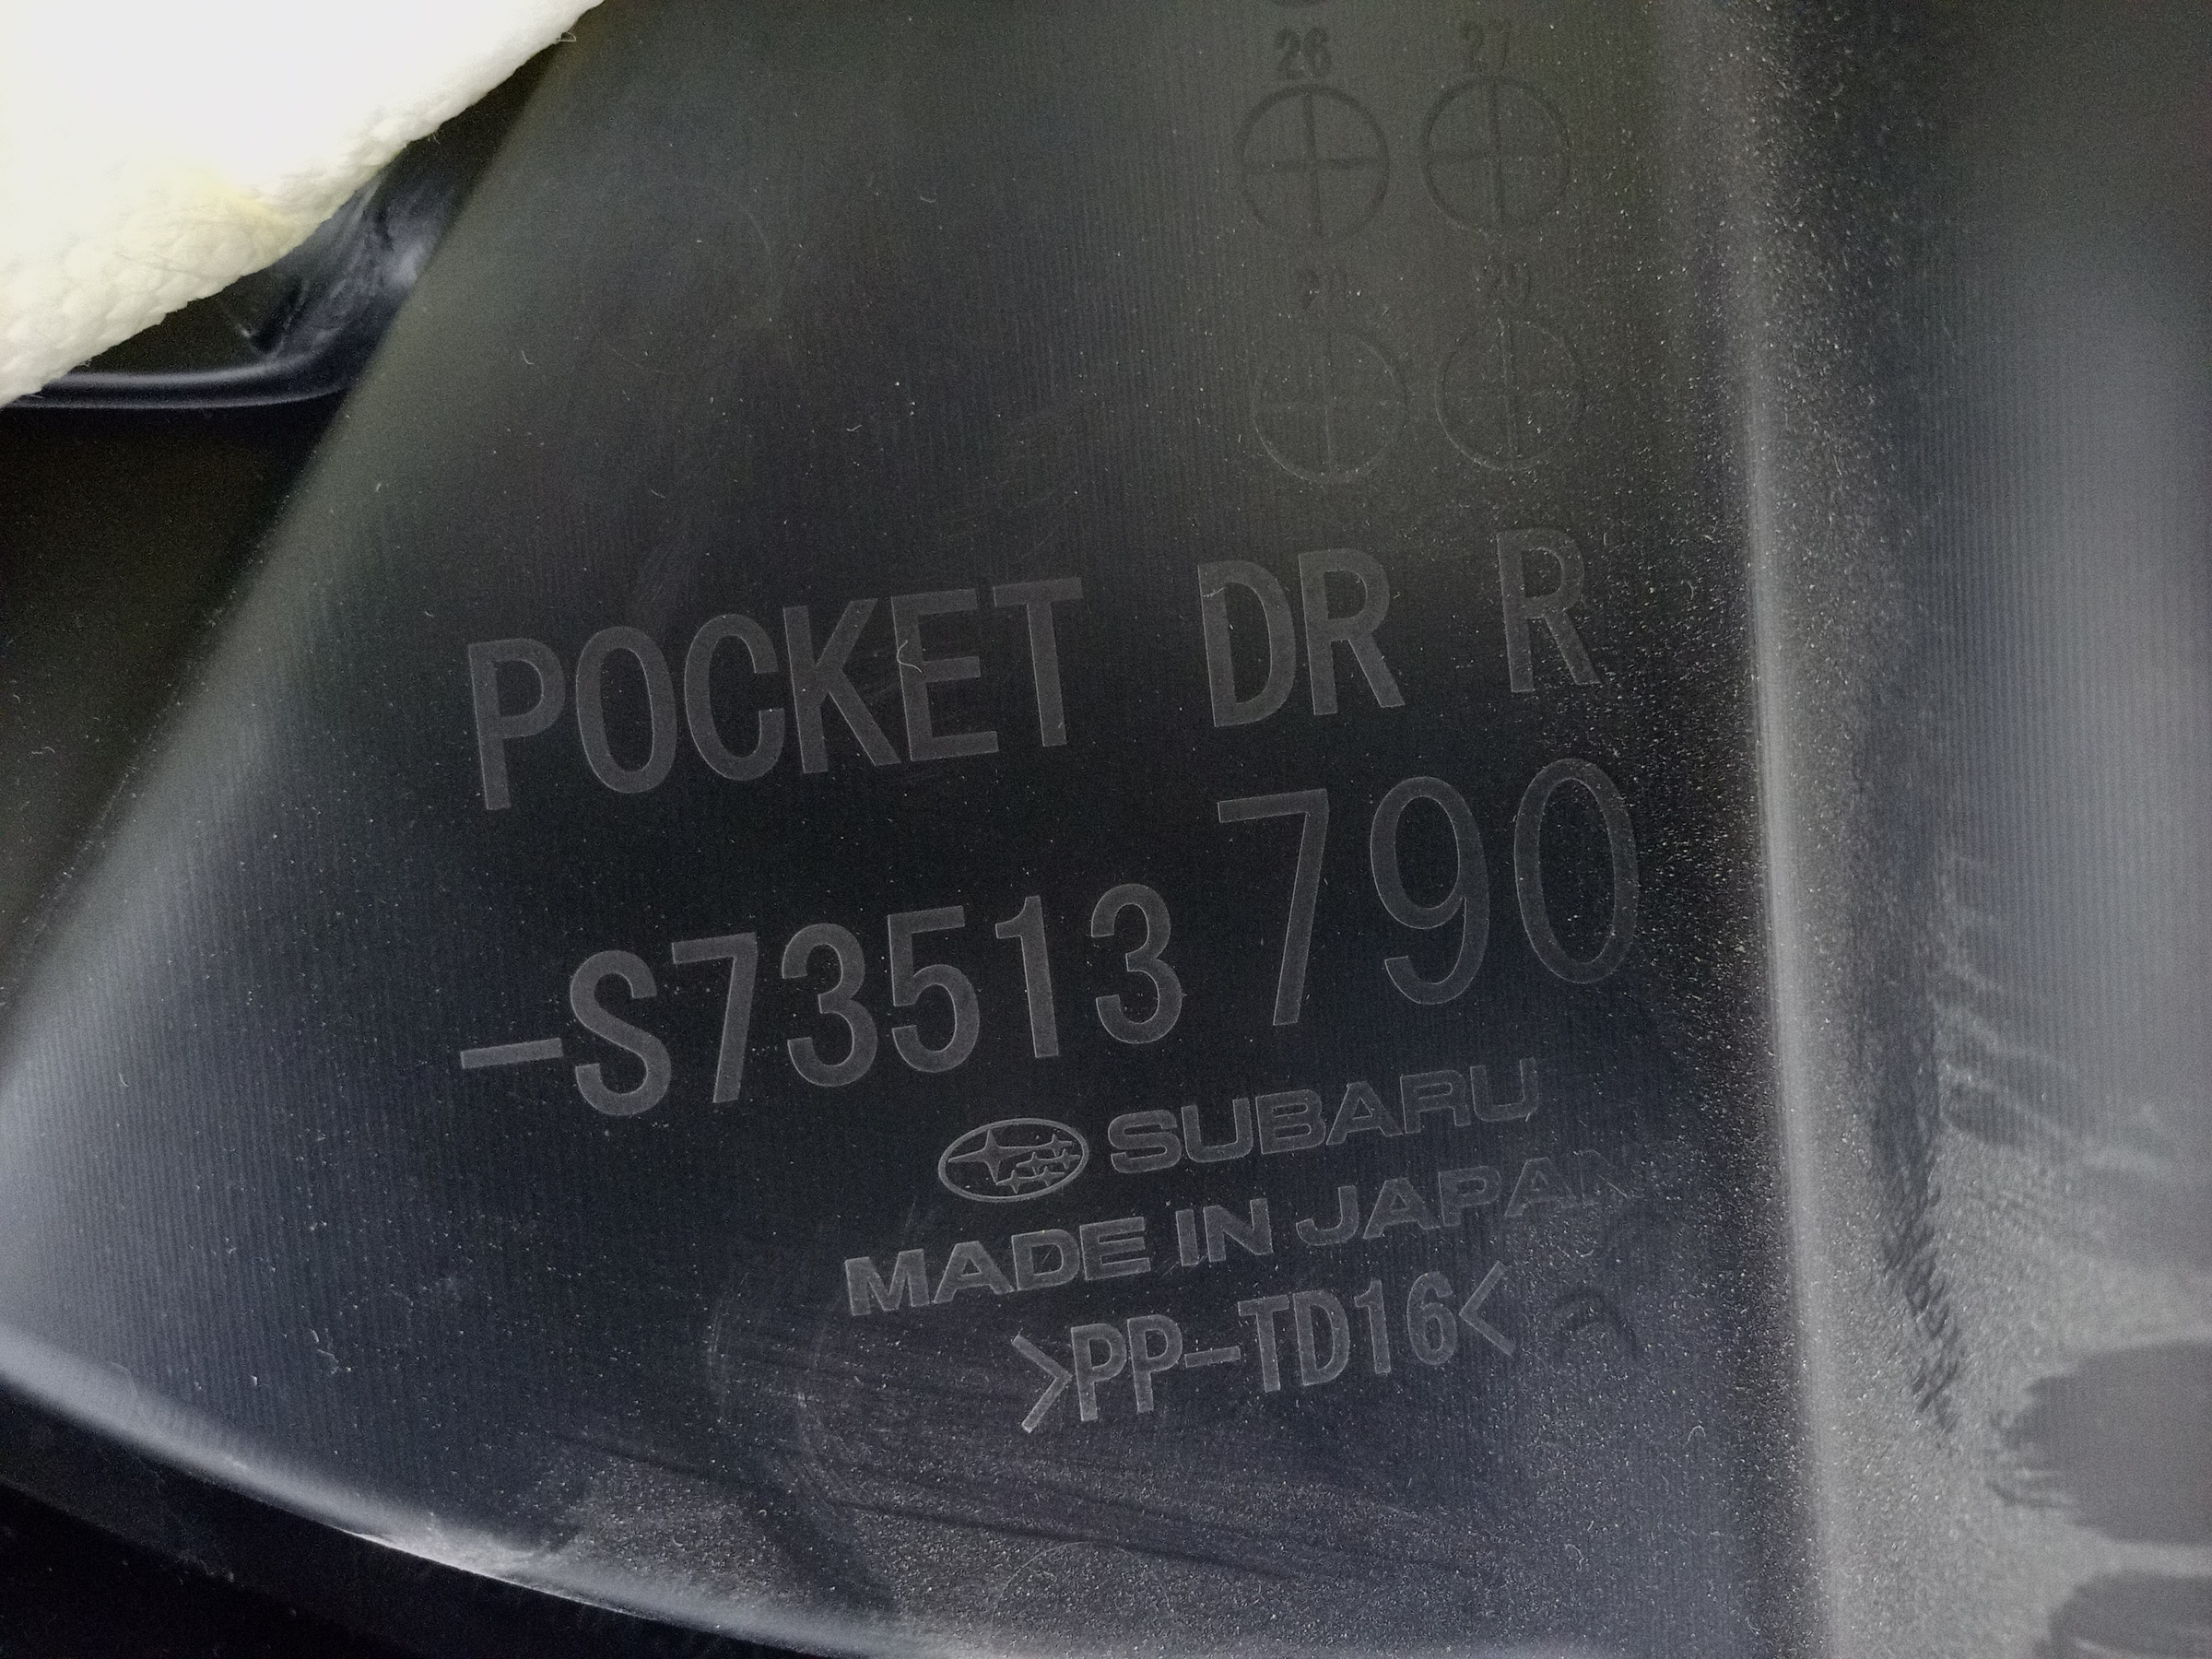 26 27
POCKET DR R
-S73513 790
SUBARU
MADE IN JAPAN
>PP-TD16<